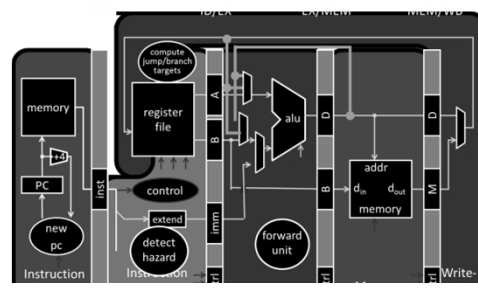 ID/EX
EX/MEM
MEM/WB
compute
jump/branch
targets
memory
register
file
A
alu
D
D
B
+4
addr
PC
inst
control
B
din
dout
M
extend
imm
memory
new
pc
detect
hazard
forward
unit
Instruction
Write-